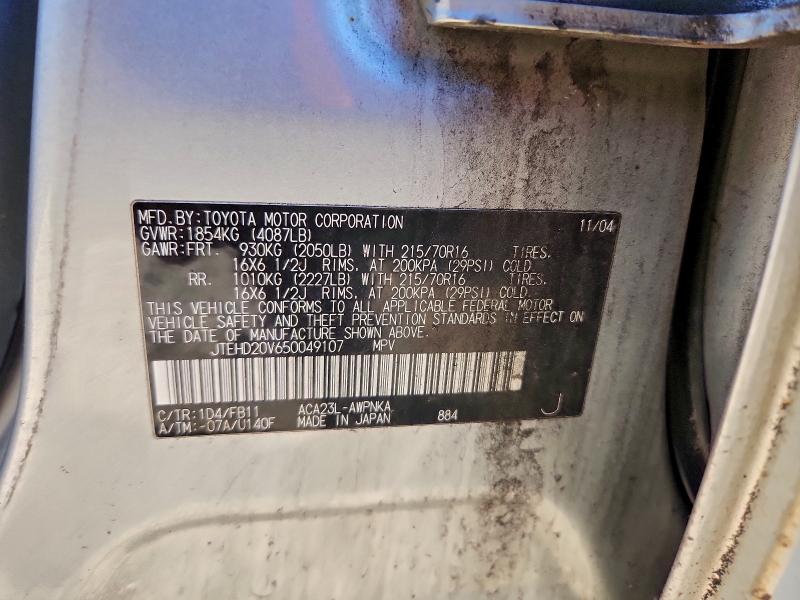 MFD.BY:TOYOTA MOTOR CORPORATION 11/04
GVWR:1854KG (4087LB)
GAWR:FRT. 930KG (2050LB) WITH 215/70R16 TIRES.
16X6 1/2J RIMS. AT 200KPA (29PSI) COLD
RR. 1010KG (2227LB) WITH 215/70R16 TIRES.
16X6 1/2J RIMS. AT 200KPA (29PSI) COLD.
THIS VEHICLE CONFORMS TO ALL APPLICABLE FEDERAL MOTOR
VEHICLE SAFETY AND THEFT PREVENTION STANDARDS IN EFFECT ON
THE DATE OF MANUFACTURE SHOWN ABOVE.
JTEHD20V650049107 MPV
C/TR:1D4/FB11 ACA23L-AWPNKA
A/TM:-07A/U140F MADE IN JAPAN 884 J